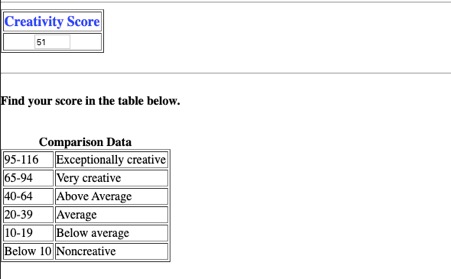 Creativity Score
51
Find your score in the table below.
Comparison Data
95-116 Exceptionally creative
65-94 Very creative
40-64 Above Average
20-39 Average
10-19 Below average
Below 10 Noncreative